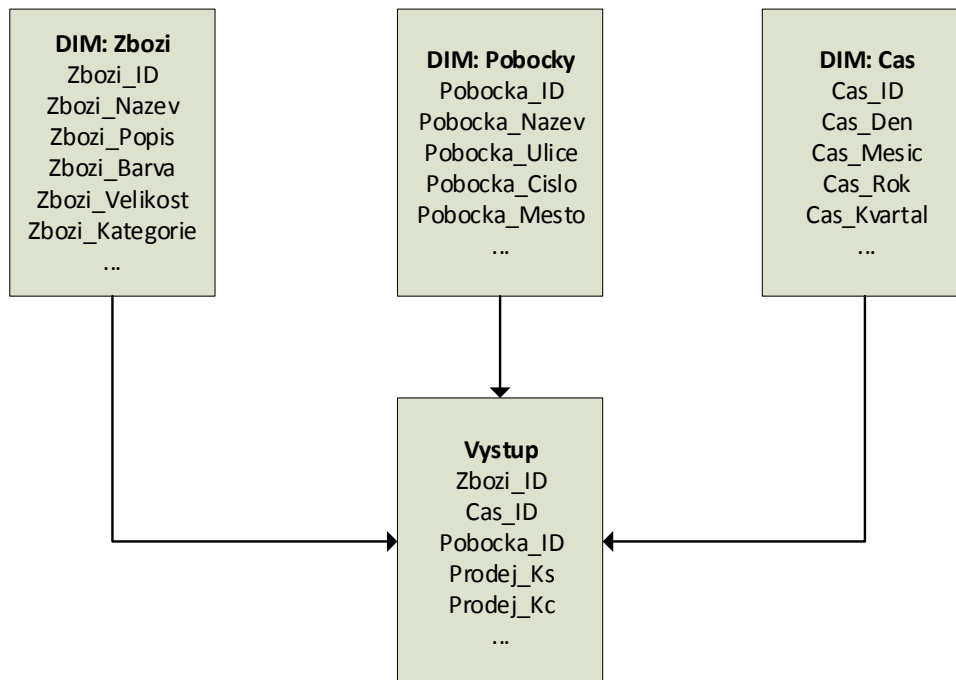 DIM: Zbozi
Zbozi_ID
Zbozi_Nazev
Zbozi_Popis
Zbozi_Barva
Zbozi_Velikost
Zbozi_Kategorie
...
DIM: Pobocky
Pobocka_ID
Pobocka_Nazev
Pobocka_Ulice
Pobocka_Cislo
Pobocka_Mesto
...
DIM: Cas
Cas_ID
Cas_Den
Cas_Mesic
Cas_Rok
Cas_Kvartal
...
Vystup
Zbozi_ID
Cas_ID
Pobocka_ID
Prodej_Ks
Prodej_Kc
...